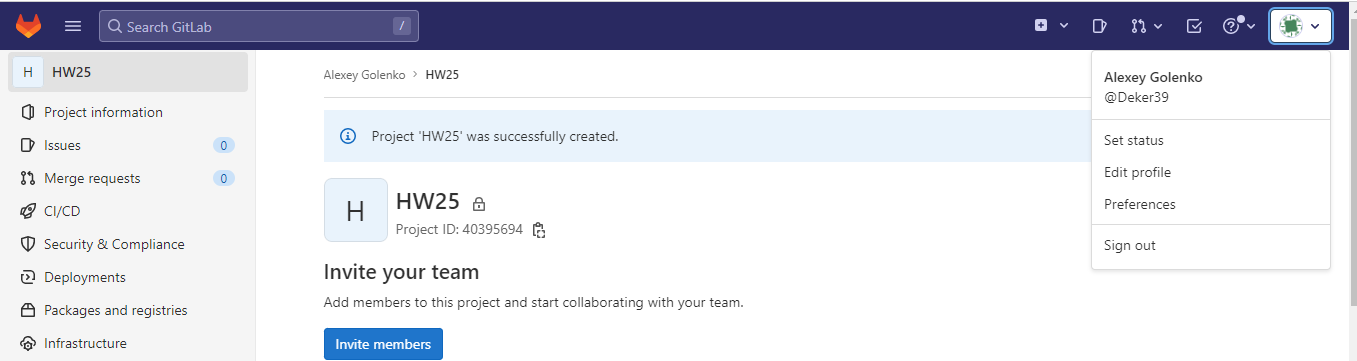 Search GitLab /
H HW25
Project information
Issues 0
Merge requests 0
CI/CD
Security & Compliance
Deployments
Packages and registries
Infrastructure
Alexey Golenko > HW25
Project 'HW25' was successfully created.
H
HW25
Project ID: 40395694
Invite your team
Add members to this project and start collaborating with your team.
Invite members
Alexey Golenko
@Deker39
Set status
Edit profile
Preferences
Sign out